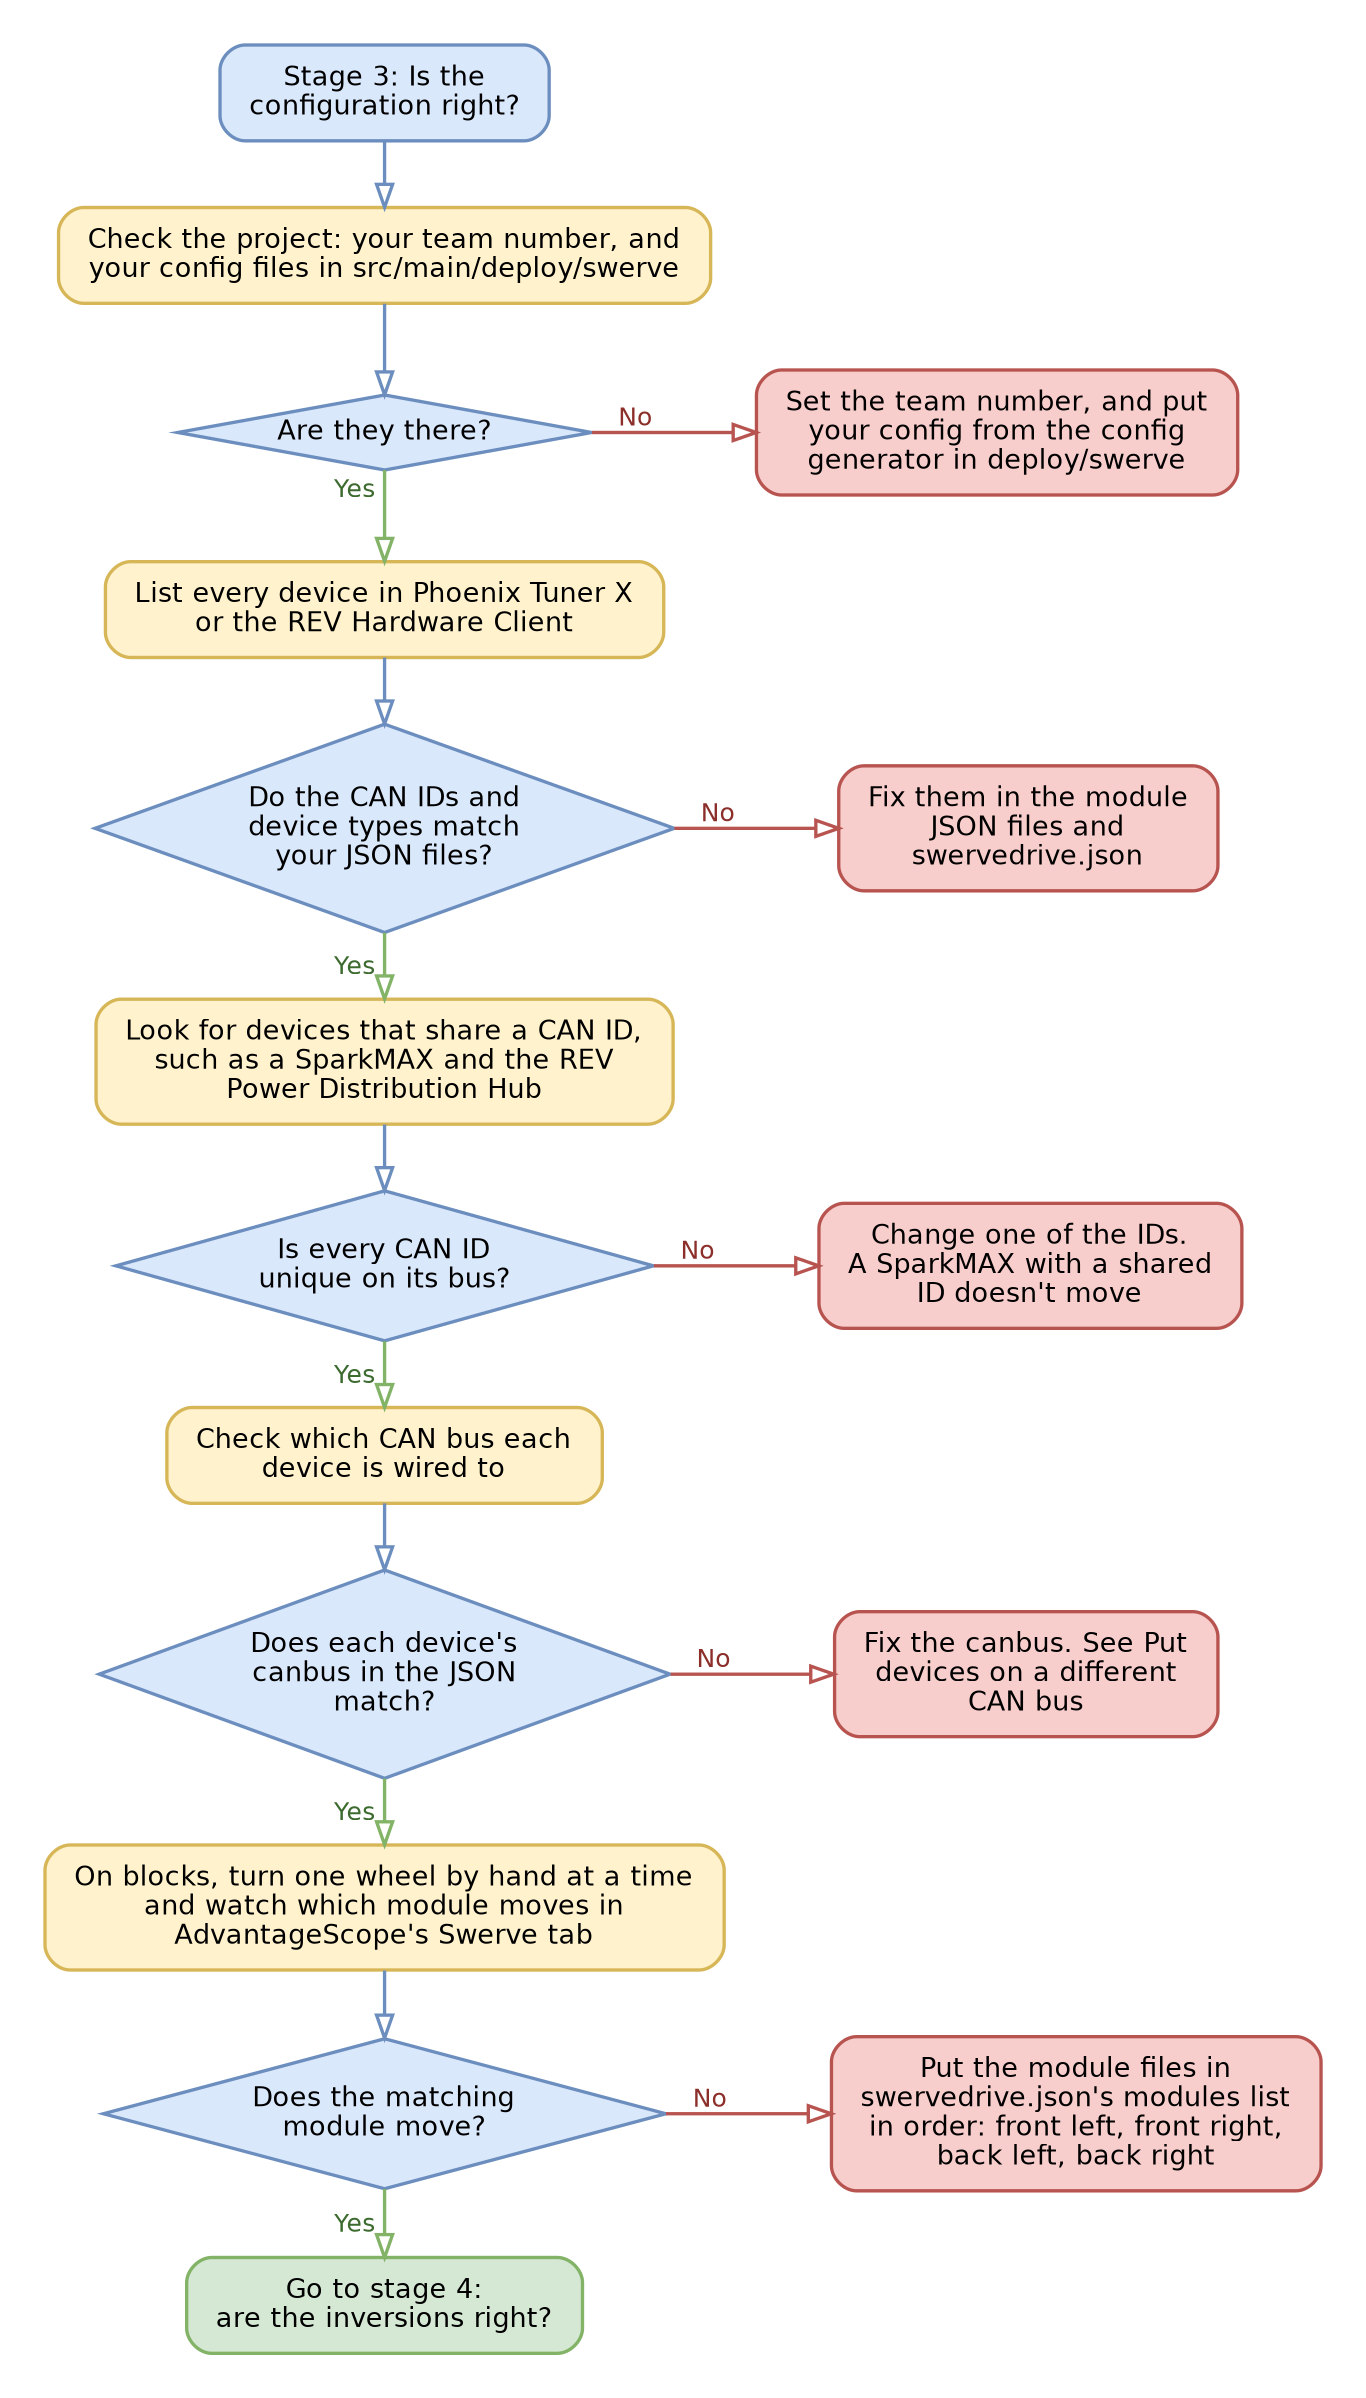 Stage 3: Is the
configuration right?
Check the project: your team number, and
your config files in src/main/deploy/swerve
Are they there?
No
Set the team number, and put
your config from the config
generator in deploy/swerve
Yes
List every device in Phoenix Tuner X
or the REV Hardware Client
Do the CAN IDs and
device types match
your JSON files?
No
Fix them in the module
JSON files and
swervedrive.json
Yes
Look for devices that share a CAN ID,
such as a SparkMAX and the REV
Power Distribution Hub
Is every CAN ID
unique on its bus?
No
Change one of the IDs.
A SparkMAX with a shared
ID doesn't move
Yes
Check which CAN bus each
device is wired to
Does each device's
canbus in the JSON
match?
No
Fix the canbus. See Put
devices on a different
CAN bus
Yes
On blocks, turn one wheel by hand at a time
and watch which module moves in
AdvantageScope's Swerve tab
Does the matching
module move?
No
Put the module files in
swervedrive.json's modules list
in order: front left, front right,
back left, back right
Yes
Go to stage 4:
are the inversions right?